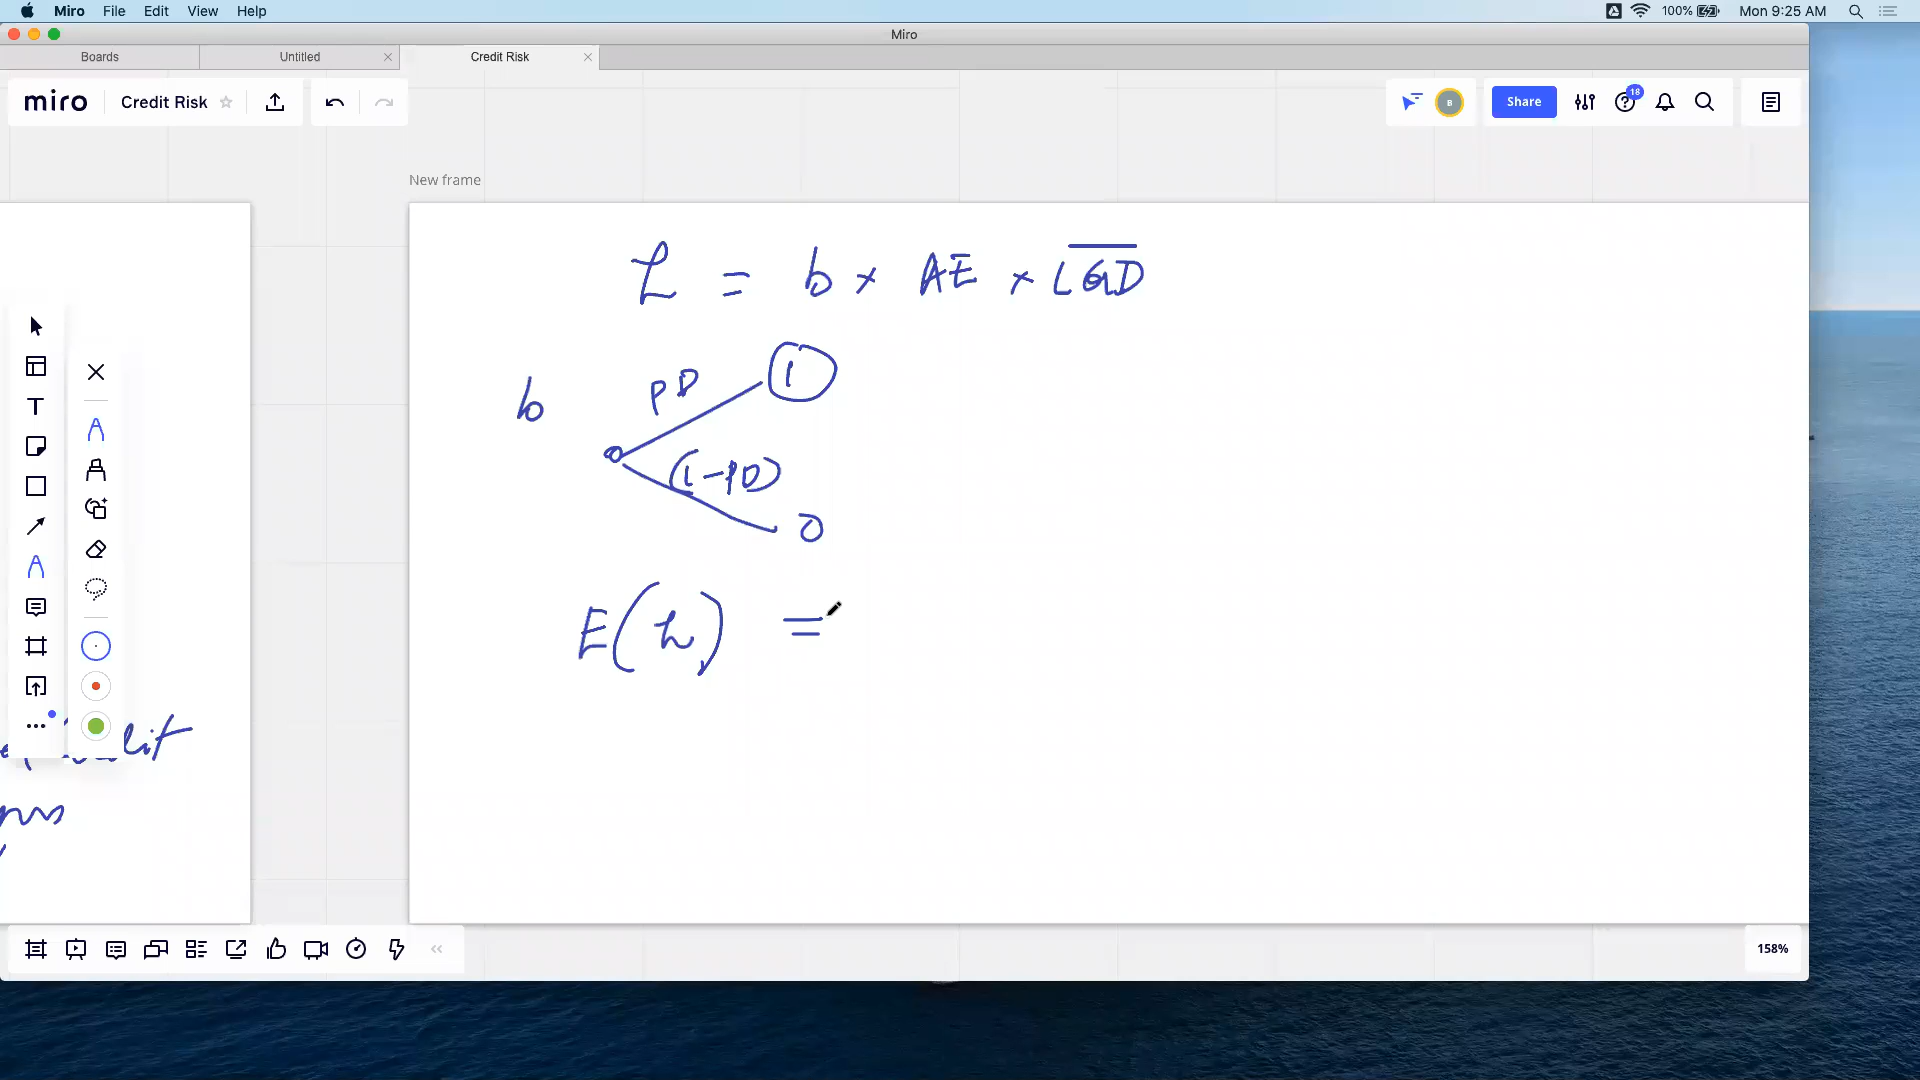 Miro File Edit View Help 100% Mon 9:25 AM
Miro
Boards Untitled Credit Risk
miro Credit Risk B Share 18
New frame
L = b × AE × L̅G̅D̅
b PD 1
(1-PD)
0
E(L) =
158%